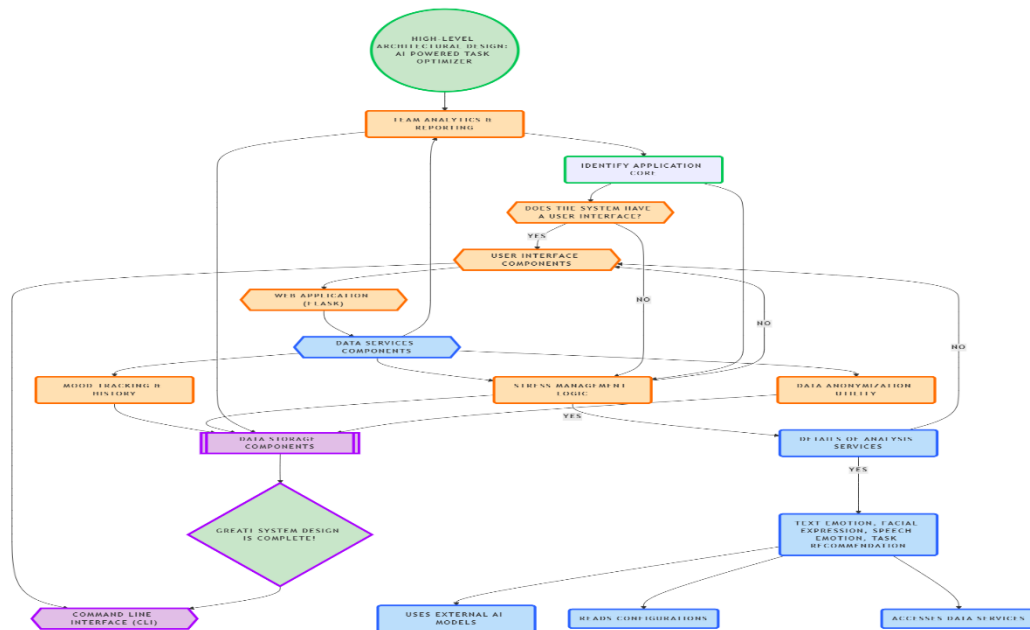 HIGH-LEVEL
ARCHITECTURAL DESIGN:
AI POWERED TASK
OPTIMIZER
TEAM ANALYTICS &
REPORTING
IDENTIFY APPLICATION
CORE
DOES THE SYSTEM HAVE
A USER INTERFACE?
YES
USER INTERFACE
COMPONENTS
WEB APPLICATION
(FLASK)
NO
NO
NO
DATA SERVICES
COMPONENTS
MOOD TRACKING &
HISTORY
STRESS MANAGEMENT
LOGIC
DATA ANONYMIZATION
UTILITY
YES
DATA STORAGE
COMPONENTS
DETAILS OF ANALYSIS
SERVICES
YES
GREAT! SYSTEM DESIGN
IS COMPLETE!
TEXT EMOTION, FACIAL
EXPRESSION, SPEECH
EMOTION, TASK
RECOMMENDATION
COMMAND LINE
INTERFACE (CLI)
USES EXTERNAL AI
MODELS
READS CONFIGURATIONS
ACCESSES DATA SERVICES